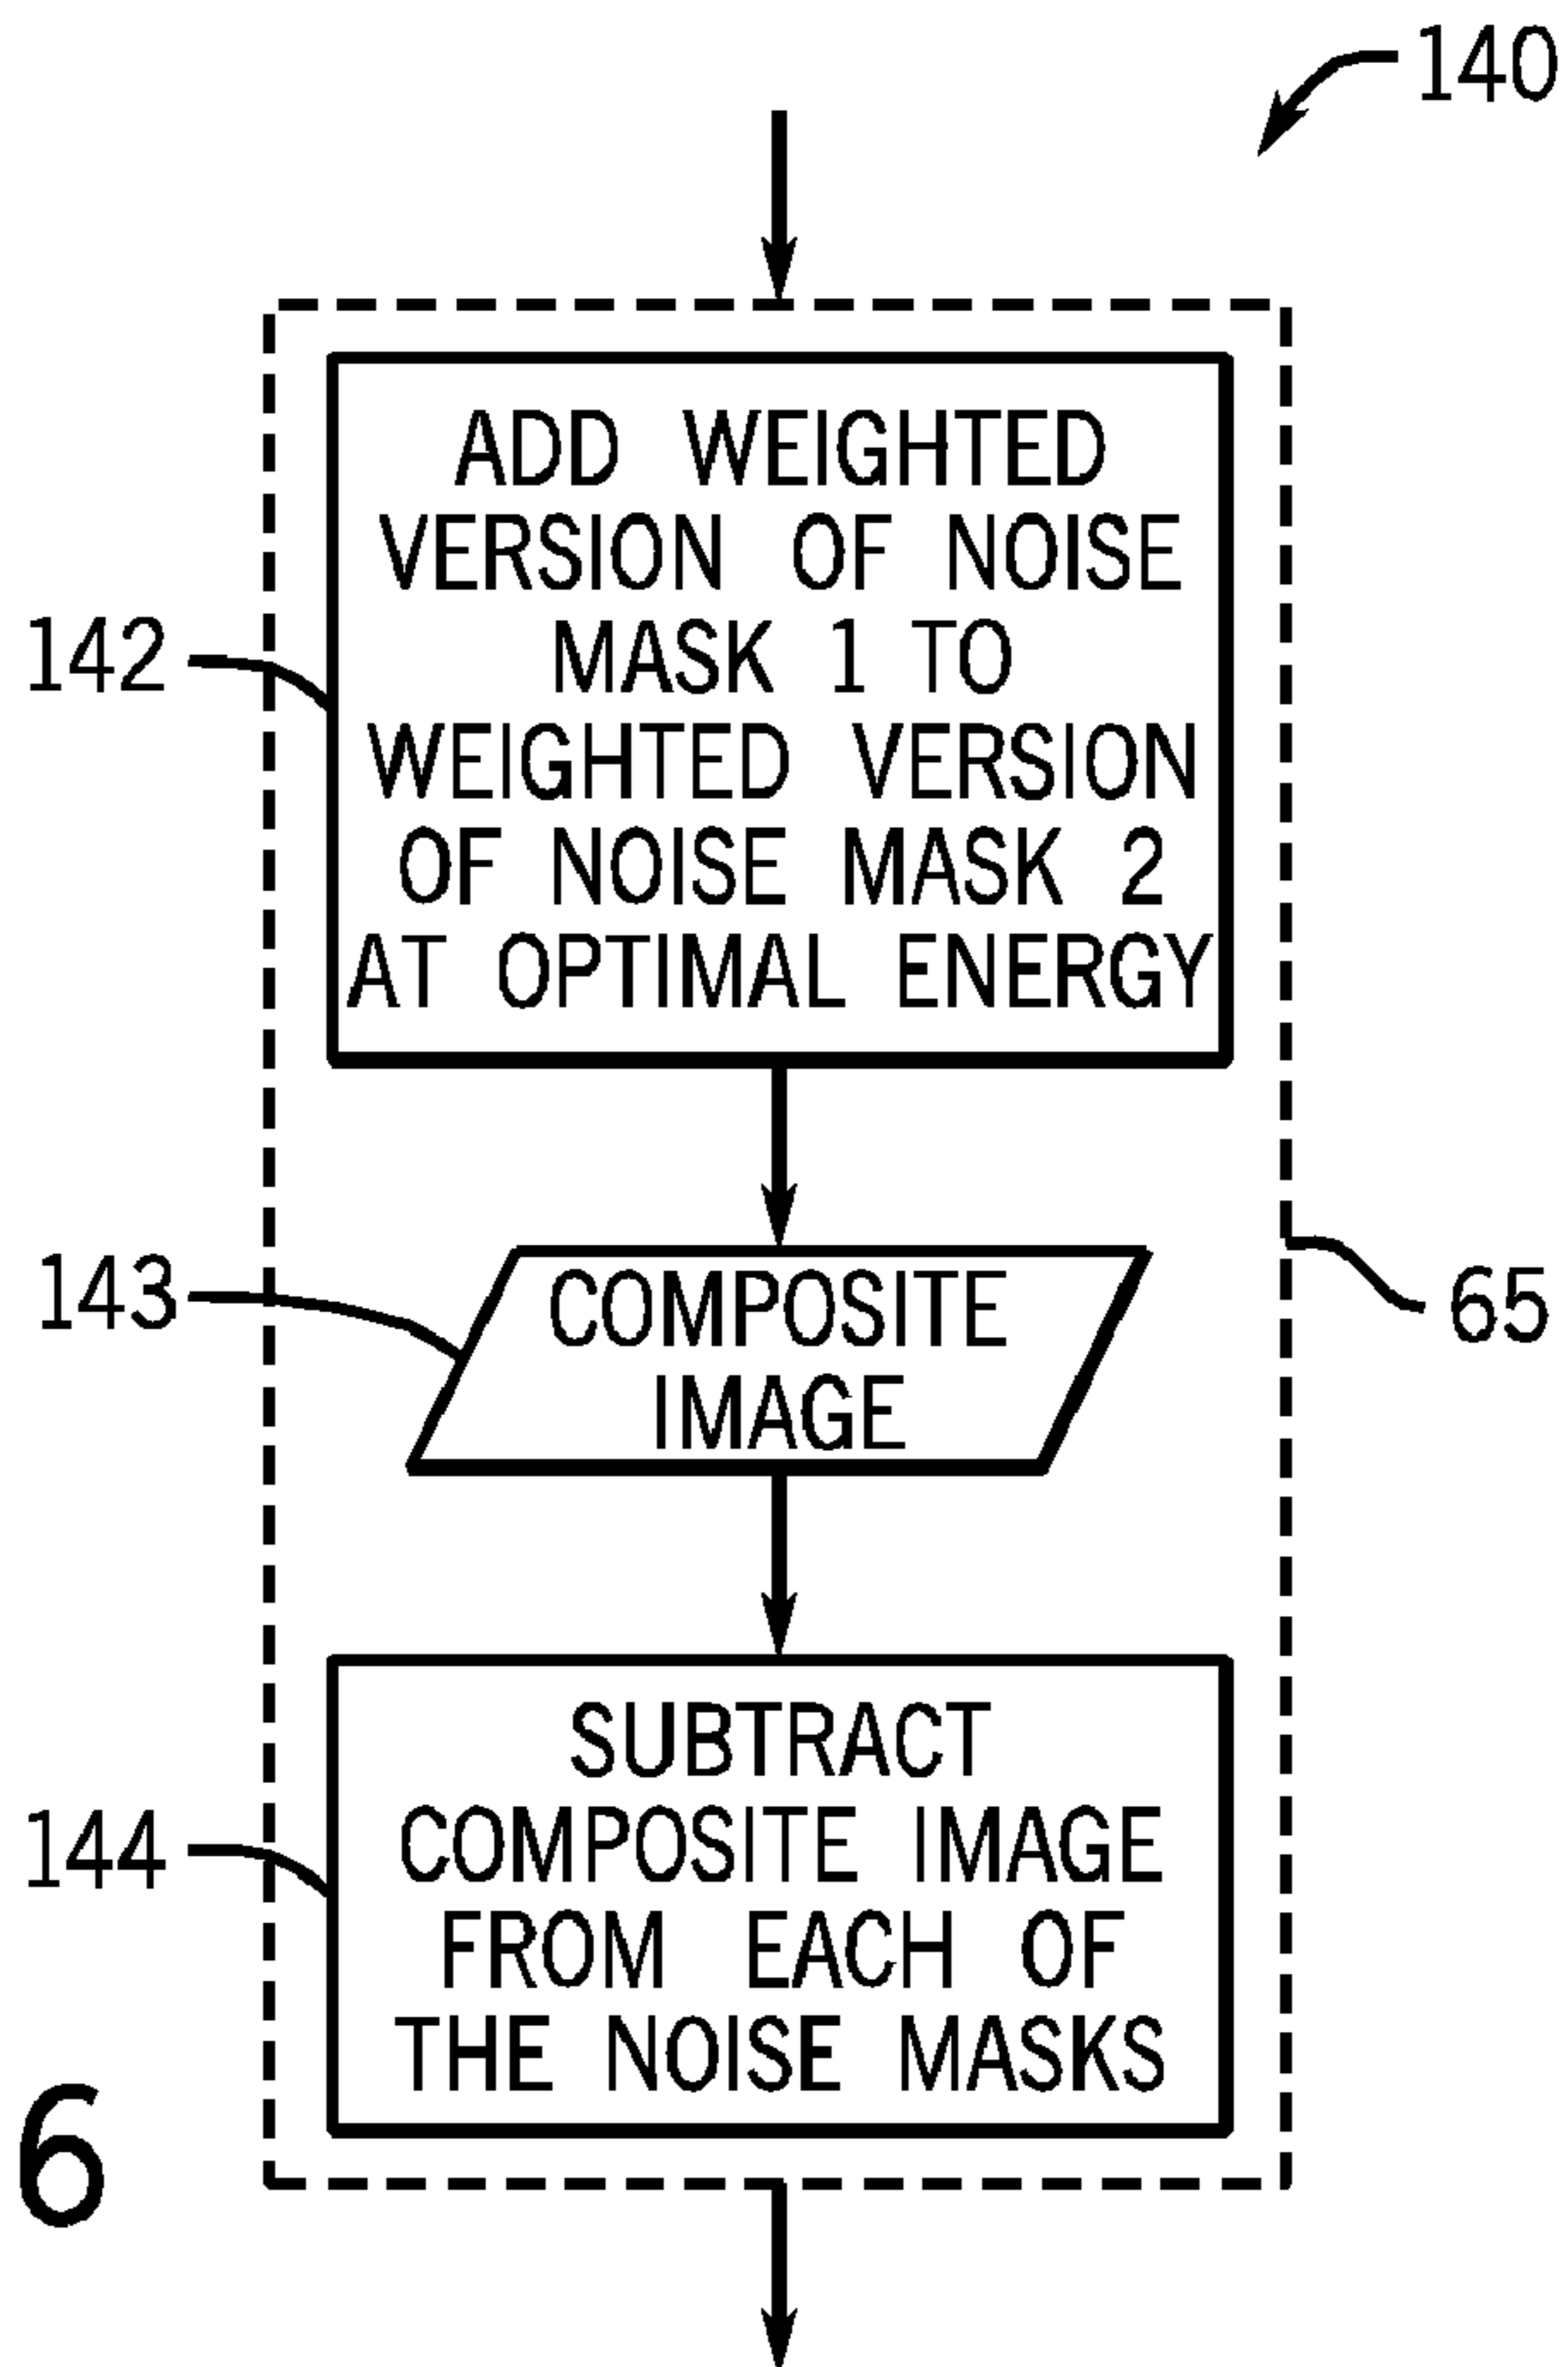 140
ADD WEIGHTED
VERSION OF NOISE
MASK 1 TO
WEIGHTED VERSION
OF NOISE MASK 2
AT OPTIMAL ENERGY
142
COMPOSITE
IMAGE
143
65
SUBTRACT
COMPOSITE IMAGE
FROM EACH OF
THE NOISE MASKS
144
6